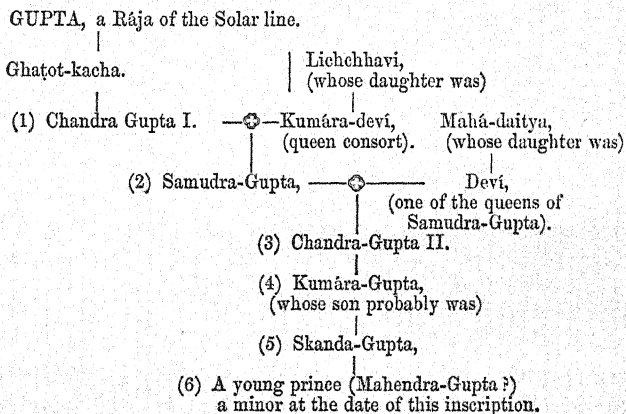 GUPTA, a Rája of the Solar line.
Lichchhavi,
Ghaṭot-kacha.
(whose daughter was)
(1) Chandra Gupta I. Kumára-deví, Mahá-daitya,
(queen consort). (whose daughter was)
(2) Samudra-Gupta, Deví,
(one of the queens of
Samudra-Gupta).
(3) Chandra-Gupta II.
(4) Kumára-Gupta,
(whose son probably was)
(5) Skanda-Gupta,
(6) A young prince (Mahendra-Gupta?)
a minor at the date of this inscription.